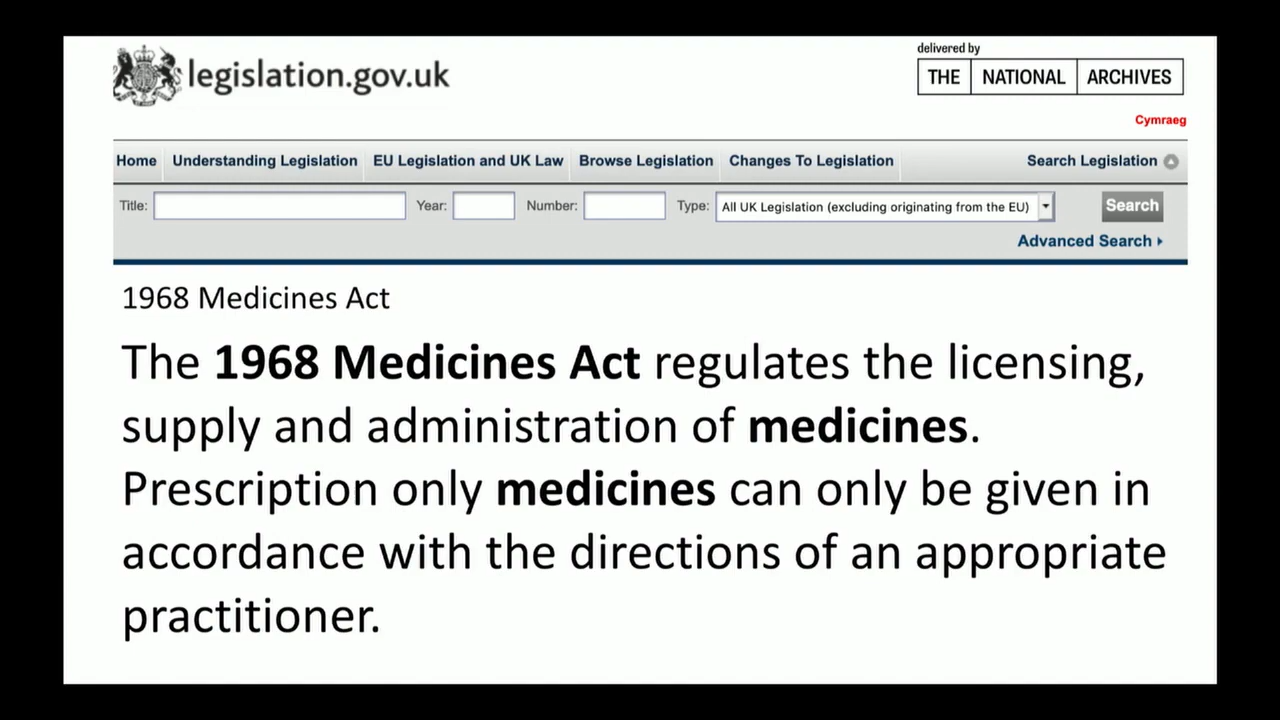 legislation.gov.uk
delivered by
THE NATIONAL ARCHIVES
Cymraeg
Home Understanding Legislation EU Legislation and UK Law Browse Legislation Changes To Legislation Search Legislation
Title: Year: Number: Type: All UK Legislation (excluding originating from the EU) Search
Advanced Search
1968 Medicines Act
The 1968 Medicines Act regulates the licensing,
supply and administration of medicines.
Prescription only medicines can only be given in
accordance with the directions of an appropriate
practitioner.